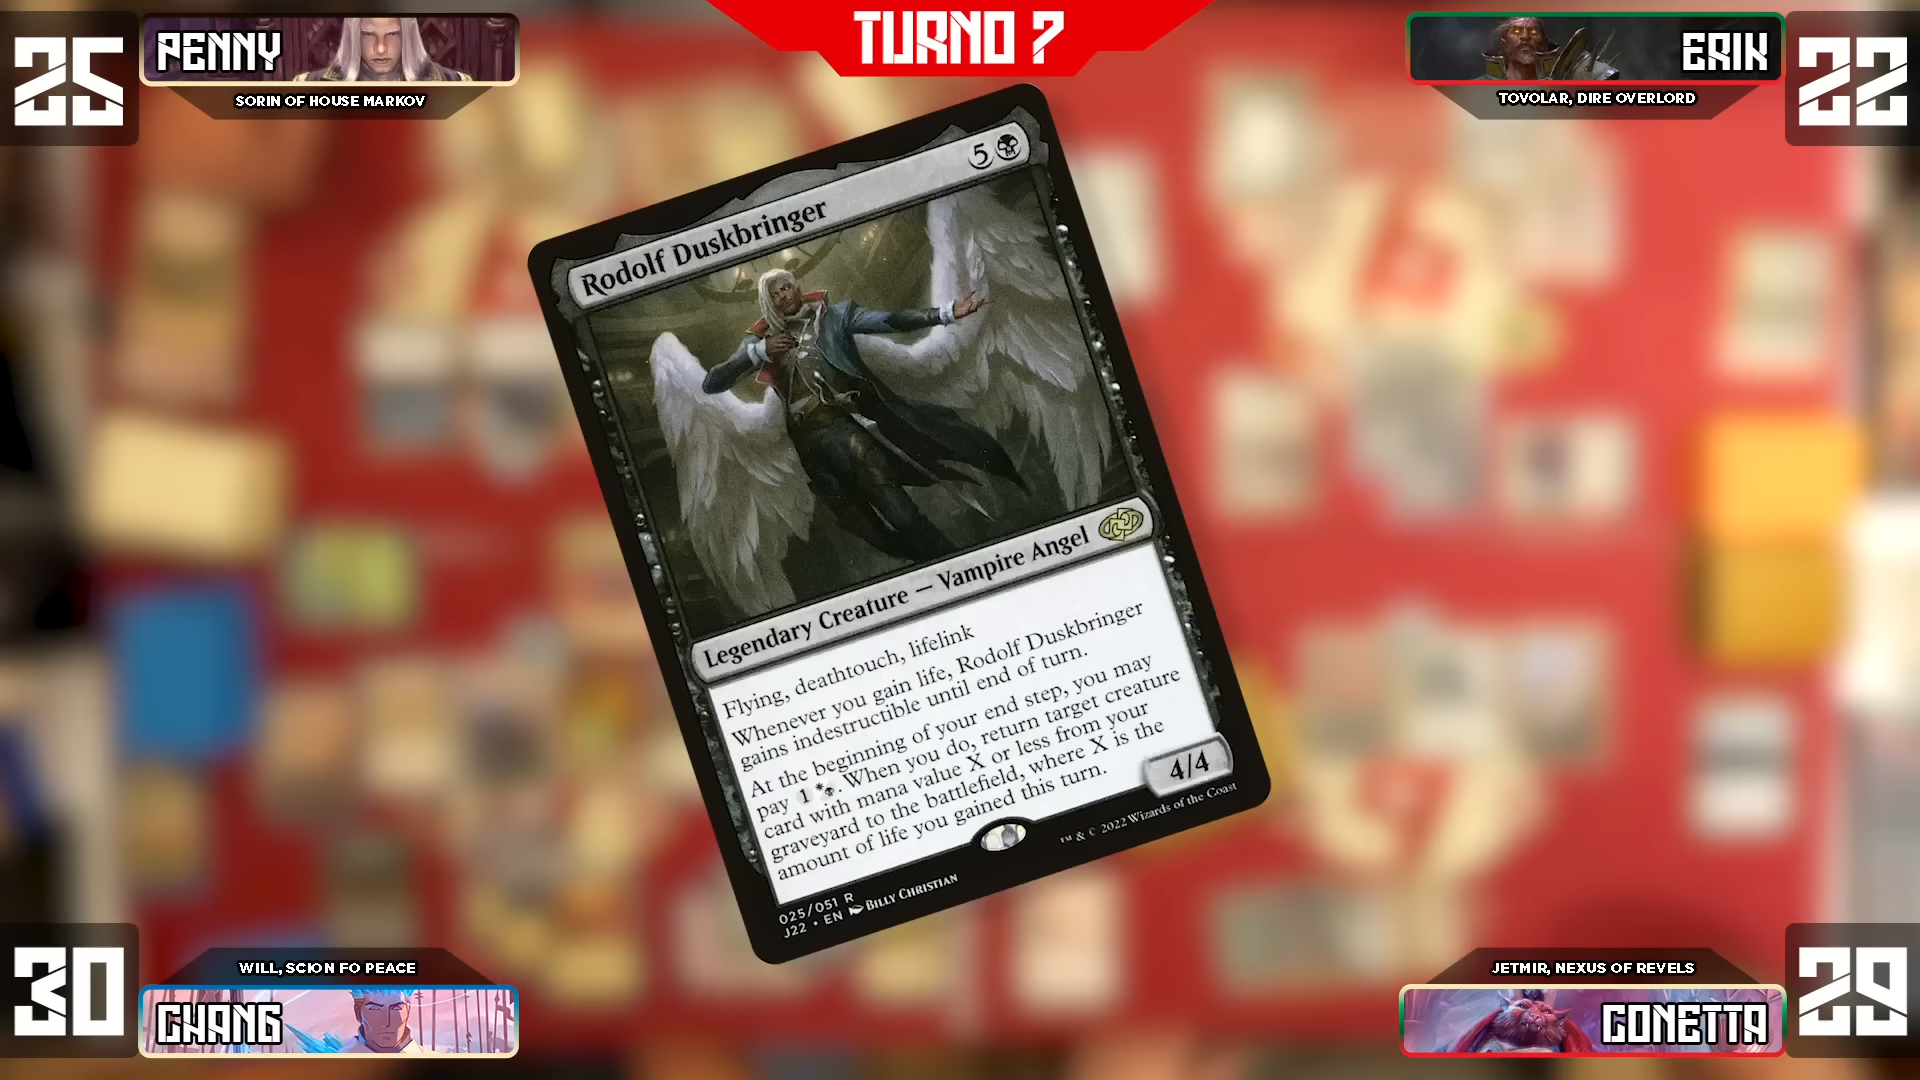 25
PENNY
SORIN OF HOUSE MARKOV
TURNO 7
ERIK
22
TOVOLAR, DIRE OVERLORD
5
Rodolf Duskbringer
Legendary Creature — Vampire Angel
Flying, deathtouch, lifelink
Whenever you gain life, Rodolf Duskbringer
gains indestructible until end of turn.
At the beginning of your end step, you may
pay 1 . When you do, return target creature
card with mana value X or less from your
graveyard to the battlefield, where X is the
amount of life you gained this turn.
4/4
025/051 R
J22 • EN BILLY CHRISTIAN
™ & © 2022 Wizards of the Coast
30
WILL, SCION FO PEACE
CHANG
JETMIR, NEXUS OF REVELS
CONETTA
29